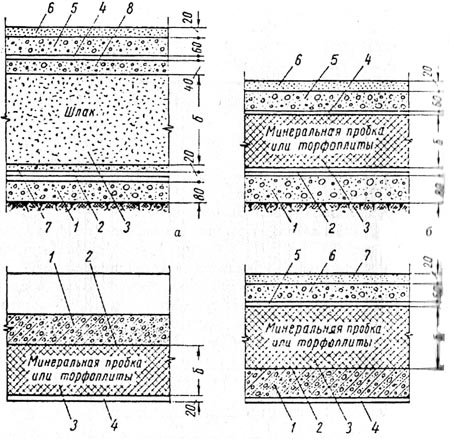 6 5 4 8
20
60
40
Шлак
б
20
80
7 1 2 3
а
6 5 4
20
60
Минеральная пробка
или торфоплиты
б
80
1 2 3
б
1 2
Минеральная пробка
или торфоплиты
б
20
3 4
5 6 7
20
Минеральная пробка
или торфоплиты
1 2 3 4